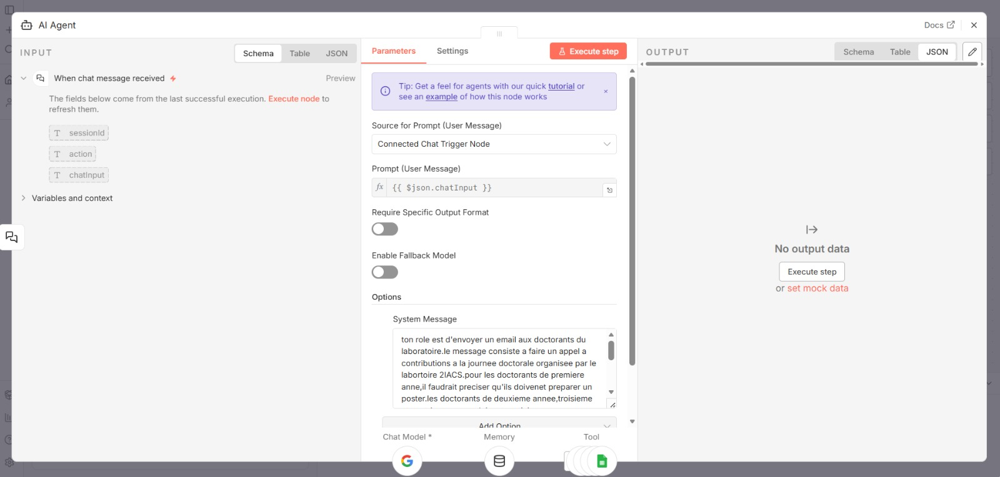 AI Agent
Docs
INPUT
Schema
Table
JSON
When chat message received
Preview
The fields below come from the last successful execution. Execute node to
refresh them.
T sessionId
T action
T chatInput
Variables and context
Parameters
Settings
Execute step
Tip: Get a feel for agents with our quick tutorial or
see an example of how this node works
Source for Prompt (User Message)
Connected Chat Trigger Node
Prompt (User Message)
fx {{ $json.chatInput }}
Require Specific Output Format
Enable Fallback Model
Options
System Message
ton role est d'envoyer un email aux doctorants du
laboratoire.le message consiste a faire un appel a
contributions a la journee doctorale organisee par le
labortoire 2IACS.pour les doctorants de premiere
anne,il faudrait preciser qu'ils doivenet preparer un
poster.les doctorants de deuxieme annee,troisieme
Add Option
Chat Model *
Memory
Tool
OUTPUT
Schema
Table
JSON
No output data
Execute step
or set mock data